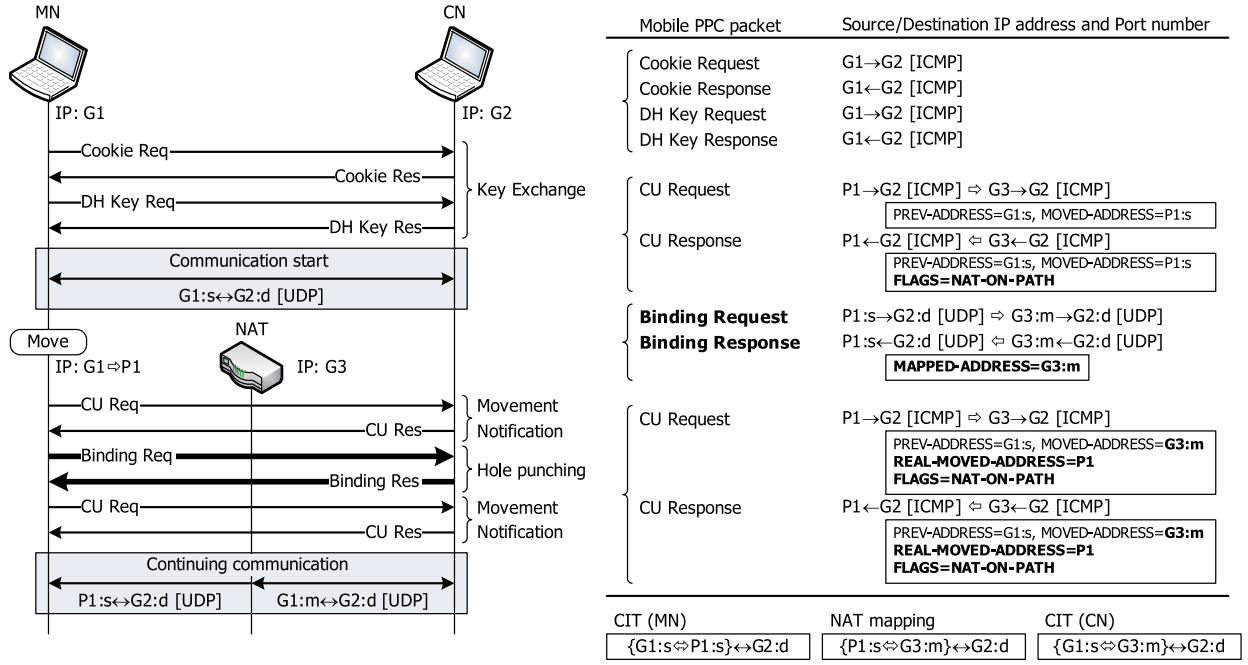 MN
CN
IP: G1
IP: G2
Cookie Req
Cookie Res
DH Key Req
DH Key Res
Key Exchange
Communication start
G1:s↔G2:d [UDP]
Move
IP: G1⇨P1
NAT
IP: G3
CU Req
CU Res
Movement
Notification
Binding Req
Binding Res
Hole punching
CU Req
CU Res
Movement
Notification
Continuing communication
P1:s↔G2:d [UDP]
G1:m↔G2:d [UDP]
Mobile PPC packet Source/Destination IP address and Port number
Cookie Request G1→G2 [ICMP]
Cookie Response G1←G2 [ICMP]
DH Key Request G1→G2 [ICMP]
DH Key Response G1←G2 [ICMP]
CU Request P1→G2 [ICMP] ⇨ G3→G2 [ICMP]
PREV-ADDRESS=G1:s, MOVED-ADDRESS=P1:s
CU Response P1←G2 [ICMP] ⇦ G3←G2 [ICMP]
PREV-ADDRESS=G1:s, MOVED-ADDRESS=P1:s
FLAGS=NAT-ON-PATH
Binding Request P1:s→G2:d [UDP] ⇨ G3:m→G2:d [UDP]
Binding Response P1:s←G2:d [UDP] ⇦ G3:m←G2:d [UDP]
MAPPED-ADDRESS=G3:m
CU Request P1→G2 [ICMP] ⇨ G3→G2 [ICMP]
PREV-ADDRESS=G1:s, MOVED-ADDRESS=G3:m
REAL-MOVED-ADDRESS=P1
FLAGS=NAT-ON-PATH
CU Response P1←G2 [ICMP] ⇦ G3←G2 [ICMP]
PREV-ADDRESS=G1:s, MOVED-ADDRESS=G3:m
REAL-MOVED-ADDRESS=P1
FLAGS=NAT-ON-PATH
CIT (MN) NAT mapping CIT (CN)
{G1:s⇔P1:s}↔G2:d {P1:s⇔G3:m}↔G2:d {G1:s⇔G3:m}↔G2:d